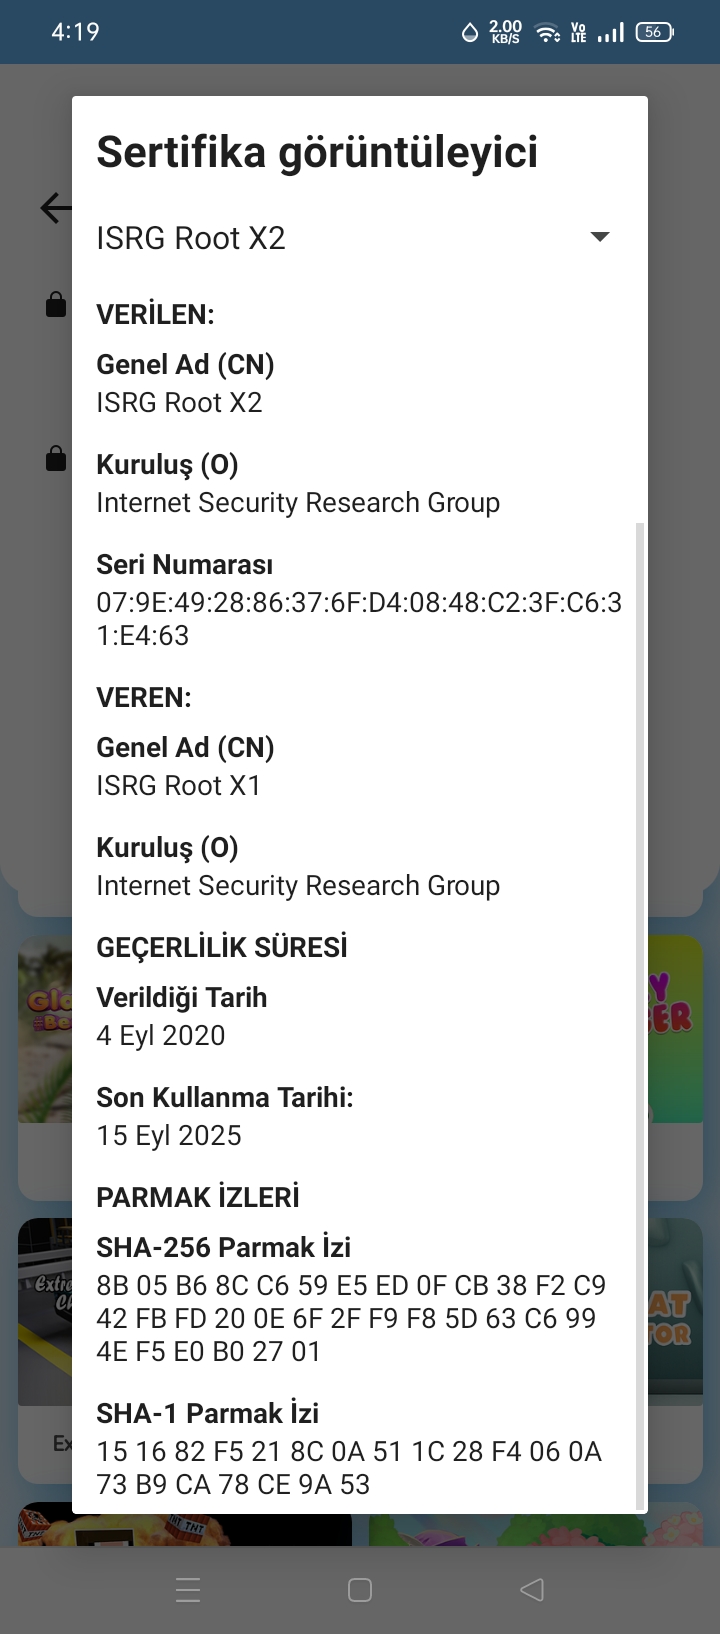 4:19
2.00
KB/S
Vo
LTE
56
Sertifika görüntüleyici
ISRG Root X2
VERİLEN:
Genel Ad (CN)
ISRG Root X2
Kuruluş (O)
Internet Security Research Group
Seri Numarası
07:9E:49:28:86:37:6F:D4:08:48:C2:3F:C6:3
1:E4:63
VEREN:
Genel Ad (CN)
ISRG Root X1
Kuruluş (O)
Internet Security Research Group
GEÇERLİLİK SÜRESİ
Verildiği Tarih
4 Eyl 2020
Son Kullanma Tarihi:
15 Eyl 2025
PARMAK İZLERİ
SHA-256 Parmak İzi
8B 05 B6 8C C6 59 E5 ED 0F CB 38 F2 C9
42 FB FD 20 0E 6F 2F F9 F8 5D 63 C6 99
4E F5 E0 B0 27 01
SHA-1 Parmak İzi
15 16 82 F5 21 8C 0A 51 1C 28 F4 06 0A
73 B9 CA 78 CE 9A 53
TNT